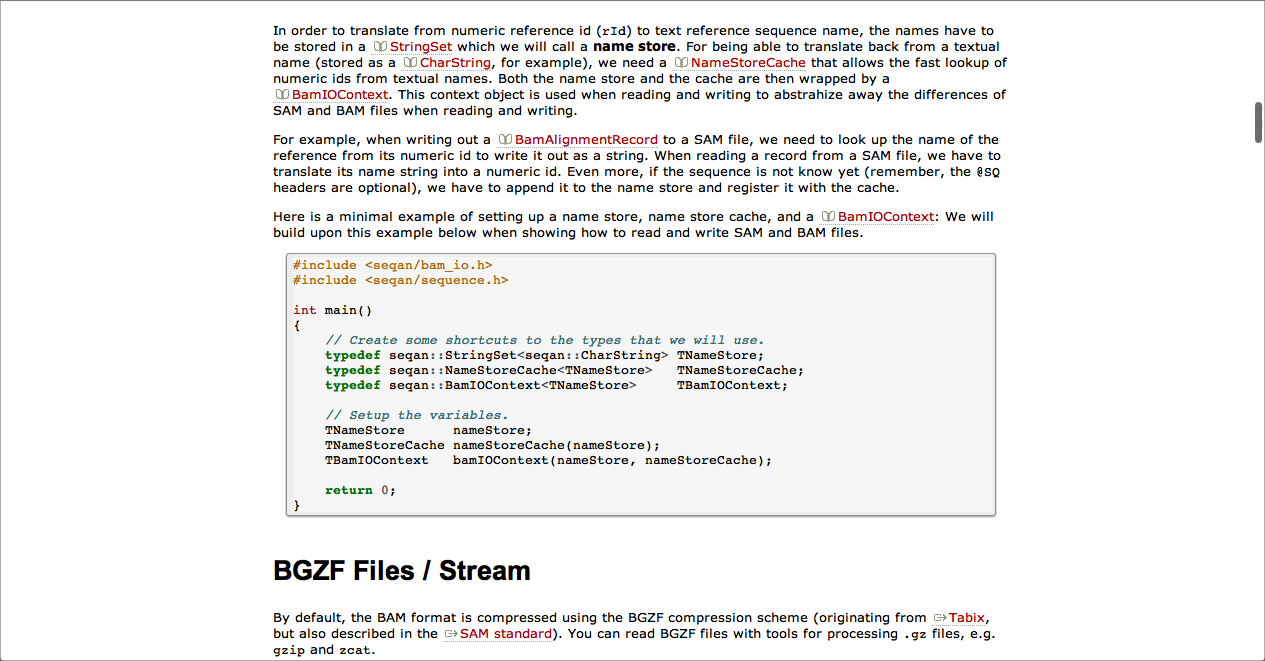 In order to translate from numeric reference id (rId) to text reference sequence name, the names have to
be stored in a StringSet which we will call a name store. For being able to translate back from a textual
name (stored as a CharString, for example), we need a NameStoreCache that allows the fast lookup of
numeric ids from textual names. Both the name store and the cache are then wrapped by a
BamIOContext. This context object is used when reading and writing to abstrahize away the differences of
SAM and BAM files when reading and writing.
For example, when writing out a BamAlignmentRecord to a SAM file, we need to look up the name of the
reference from its numeric id to write it out as a string. When reading a record from a SAM file, we have to
translate its name string into a numeric id. Even more, if the sequence is not know yet (remember, the @SQ
headers are optional), we have to append it to the name store and register it with the cache.
Here is a minimal example of setting up a name store, name store cache, and a BamIOContext: We will
build upon this example below when showing how to read and write SAM and BAM files.
#include <seqan/bam_io.h>
#include <seqan/sequence.h>
int main()
{
    // Create some shortcuts to the types that we will use.
    typedef seqan::StringSet<seqan::CharString> TNameStore;
    typedef seqan::NameStoreCache<TNameStore>   TNameStoreCache;
    typedef seqan::BamIOContext<TNameStore>     TBamIOContext;
    // Setup the variables.
    TNameStore      nameStore;
    TNameStoreCache nameStoreCache(nameStore);
    TBamIOContext   bamIOContext(nameStore, nameStoreCache);
    return 0;
}
BGZF Files / Stream
By default, the BAM format is compressed using the BGZF compression scheme (originating from Tabix,
but also described in the SAM standard). You can read BGZF files with tools for processing .gz files, e.g.
gzip and zcat.